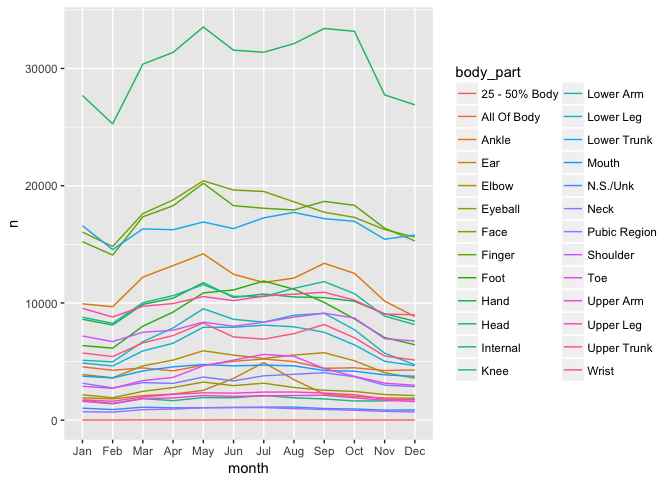 30000
20000
10000
0
n
Jan Feb Mar Apr May Jun Jul Aug Sep Oct Nov Dec
month
body_part
25 - 50% Body Lower Arm
All Of Body Lower Leg
Ankle Lower Trunk
Ear Mouth
Elbow N.S./Unk
Eyeball Neck
Face Pubic Region
Finger Shoulder
Foot Toe
Hand Upper Arm
Head Upper Leg
Internal Upper Trunk
Knee Wrist